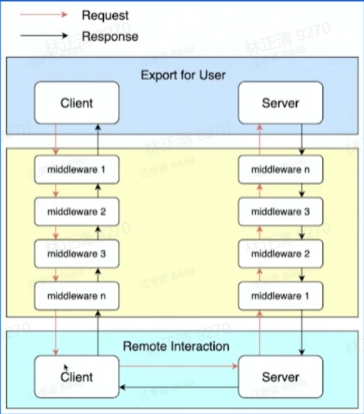 Request
Response
Export for User
Client
Server
middleware 1
middleware n
middleware 2
middleware 3
middleware 3
middleware 2
middleware n
middleware 1
Remote Interaction
Client
Server
林正清 9270